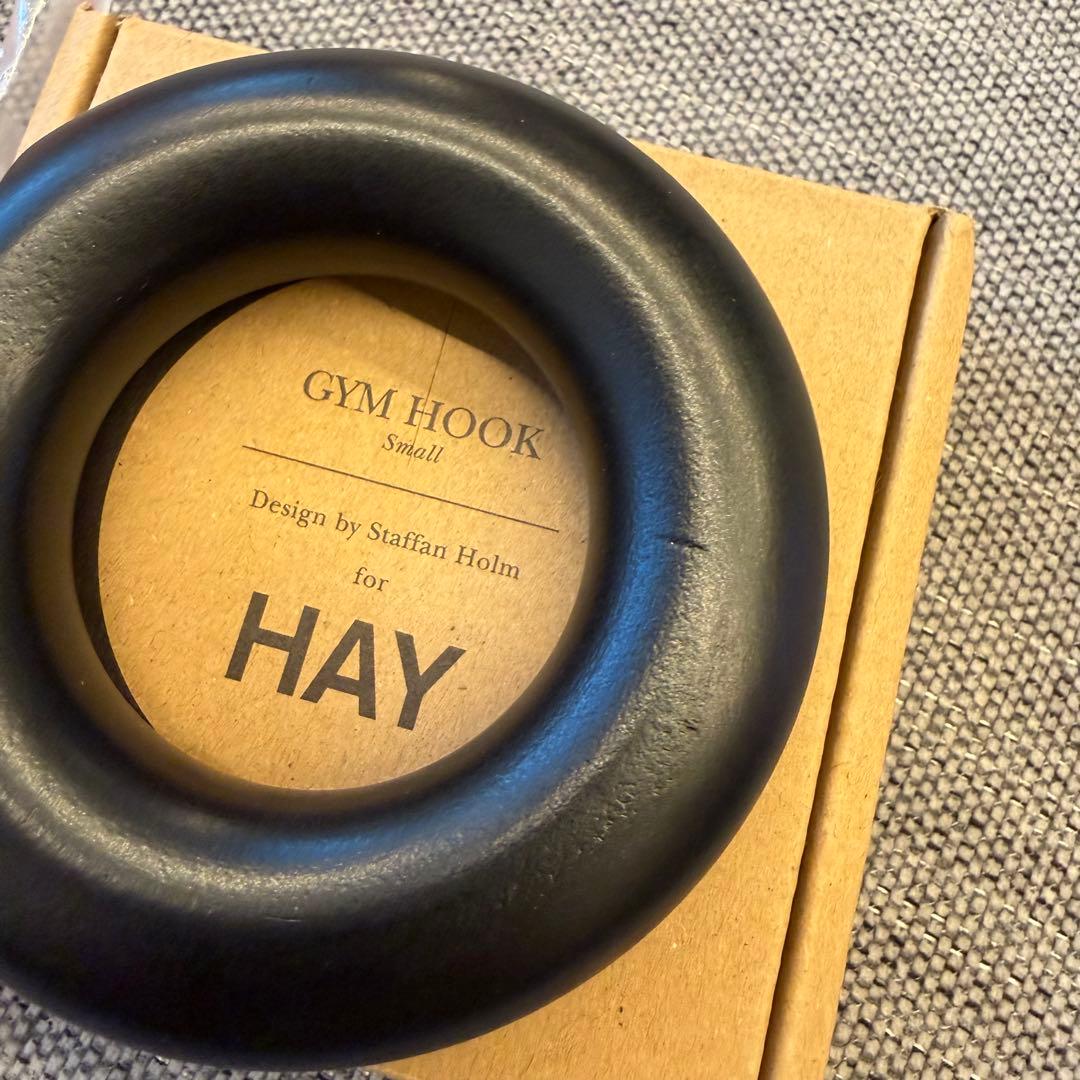 GYM HOOK
Small
Design by Staffan Holm
for
HAY